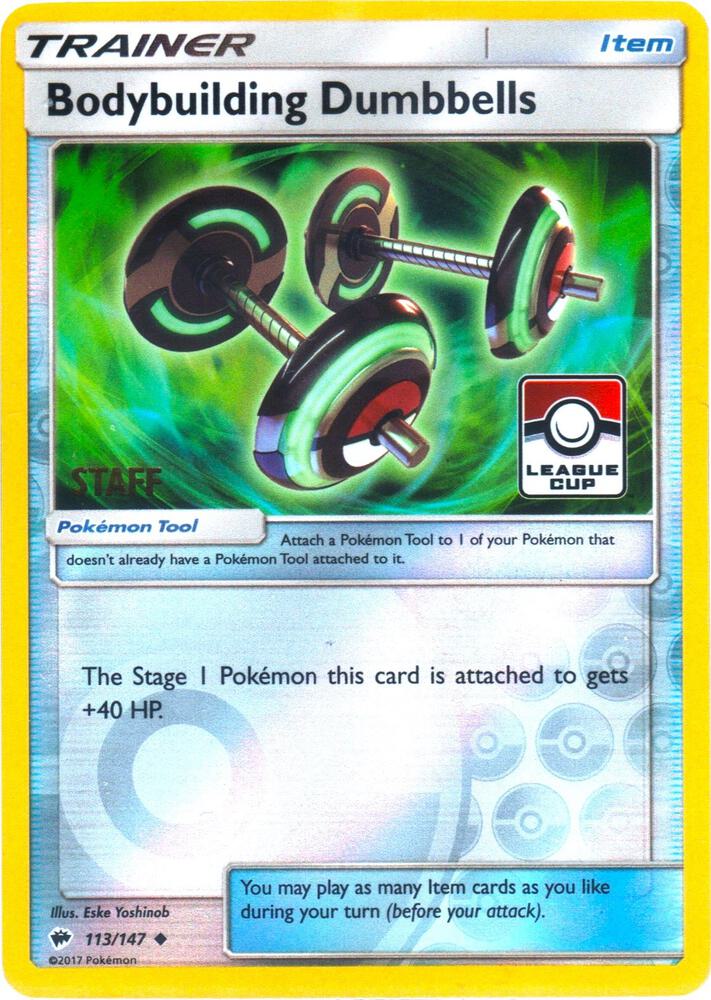 TRAINER
Item
Bodybuilding Dumbbells
STAFF
LEAGUE
CUP
Pokémon Tool
Attach a Pokémon Tool to 1 of your Pokémon that
doesn't already have a Pokémon Tool attached to it.
The Stage 1 Pokémon this card is attached to gets
+40 HP.
You may play as many Item cards as you like
during your turn (before your attack).
Illus. Eske Yoshinob
113/147
©2017 Pokémon